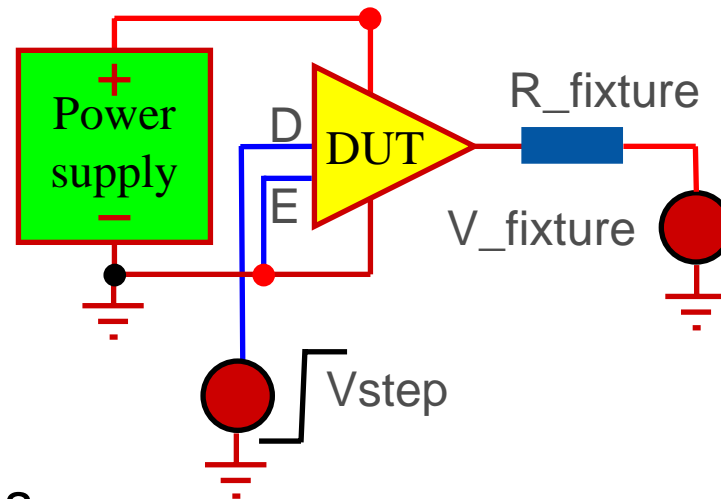 +
Power
supply
−
D
E
DUT
R_fixture
V_fixture
Vstep